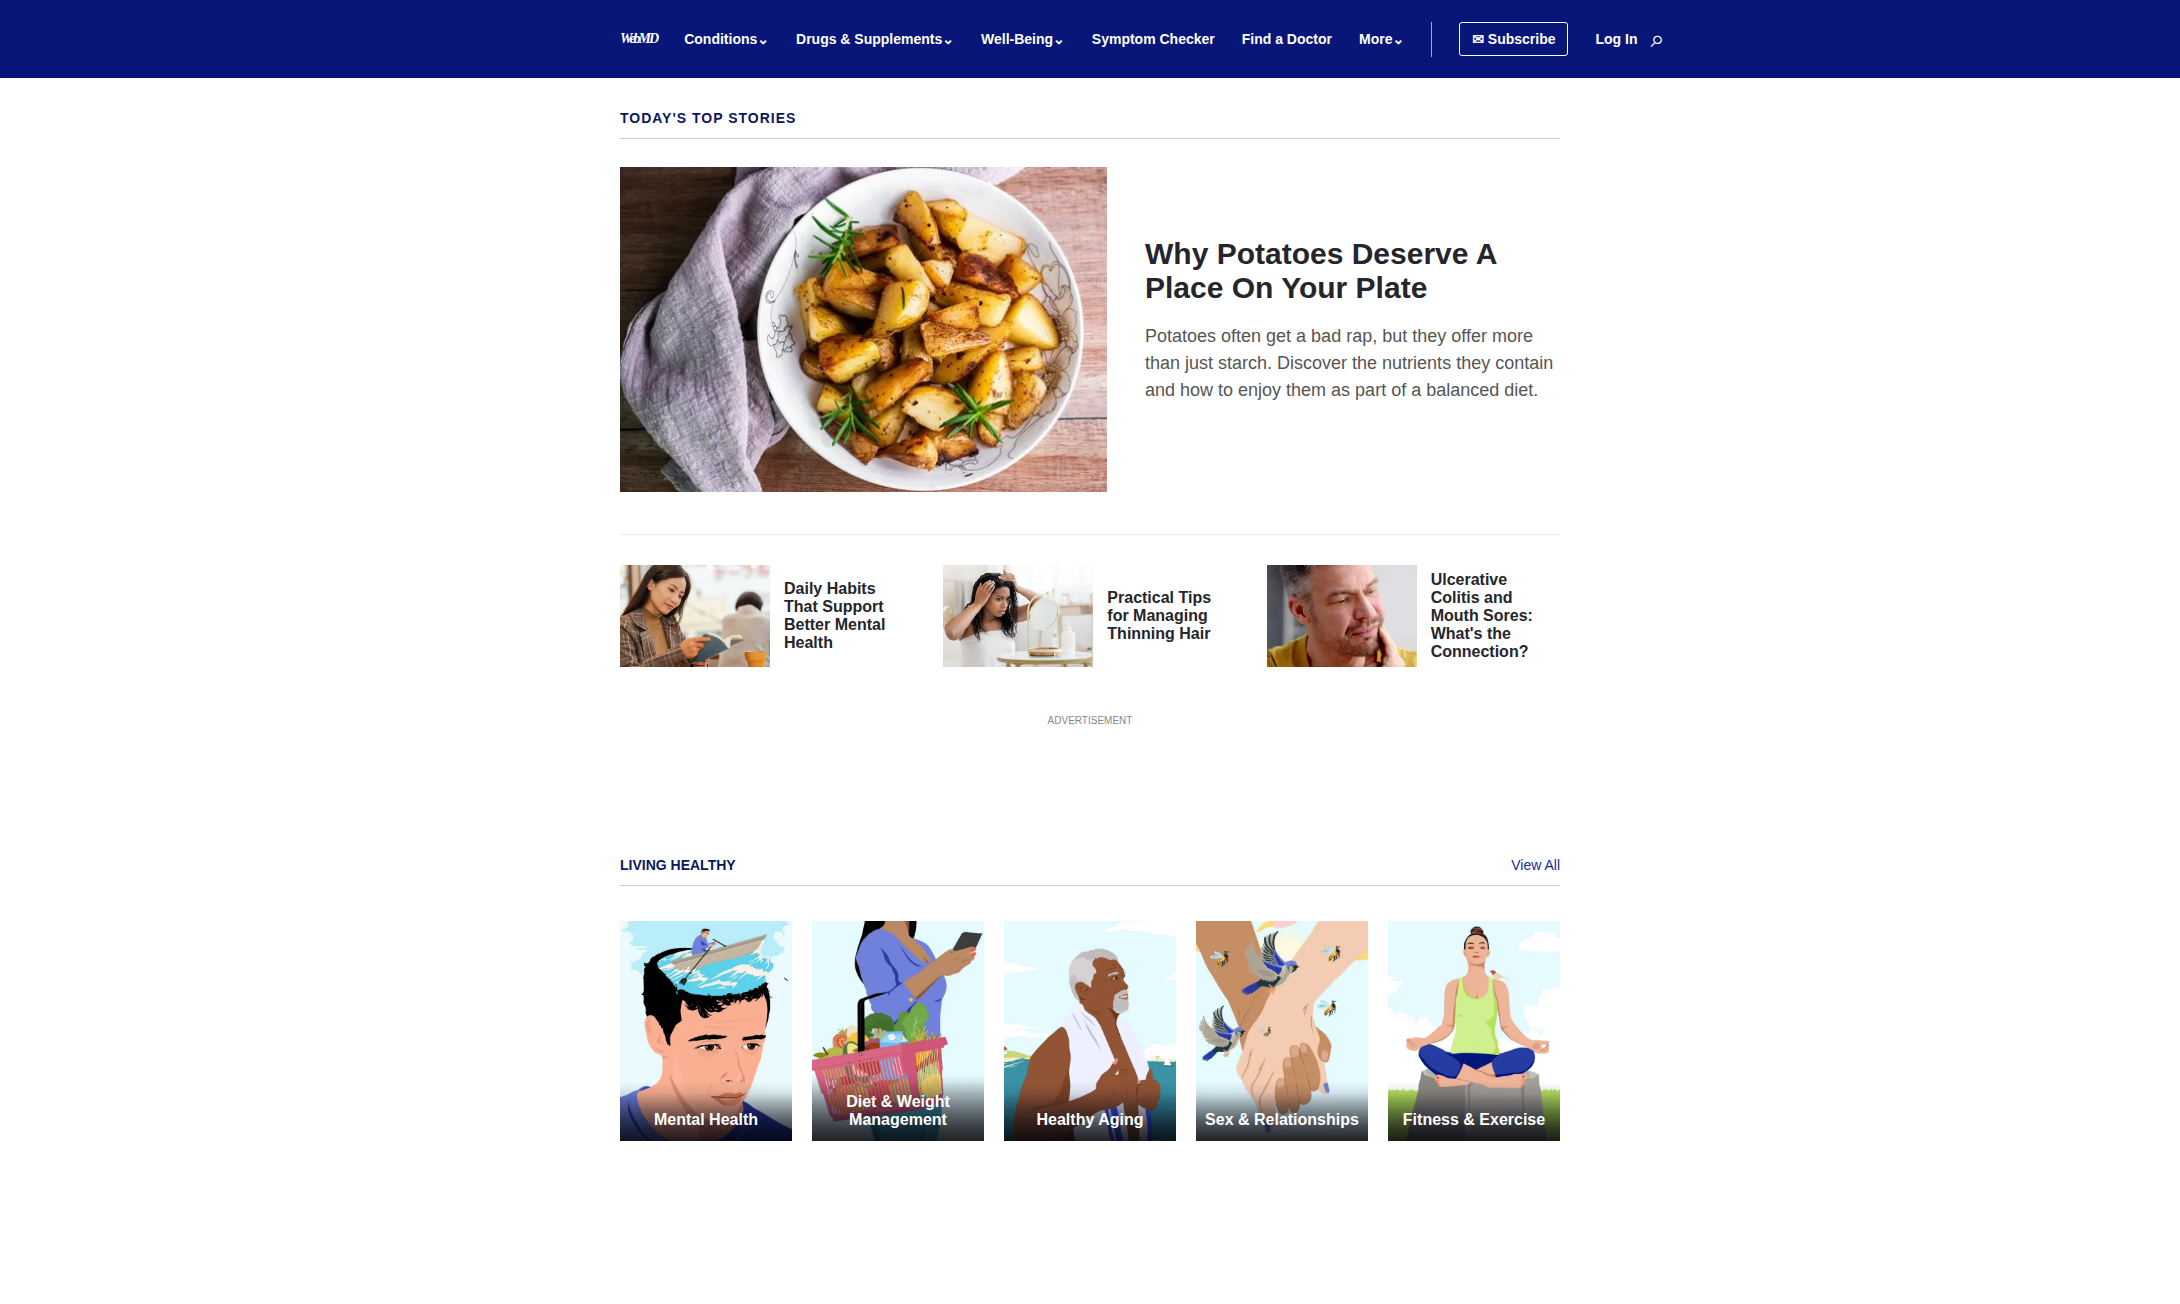 WebMD Conditions Drugs & Supplements Well-Being Symptom Checker Find a Doctor More ✉ Subscribe Log In
TODAY'S TOP STORIES
Why Potatoes Deserve A
Place On Your Plate
Potatoes often get a bad rap, but they offer more
than just starch. Discover the nutrients they contain
and how to enjoy them as part of a balanced diet.
Daily Habits
That Support
Better Mental
Health
Practical Tips
for Managing
Thinning Hair
Ulcerative
Colitis and
Mouth Sores:
What's the
Connection?
ADVERTISEMENT
LIVING HEALTHY View All
Mental Health
Diet & Weight
Management
Healthy Aging
Sex & Relationships
Fitness & Exercise